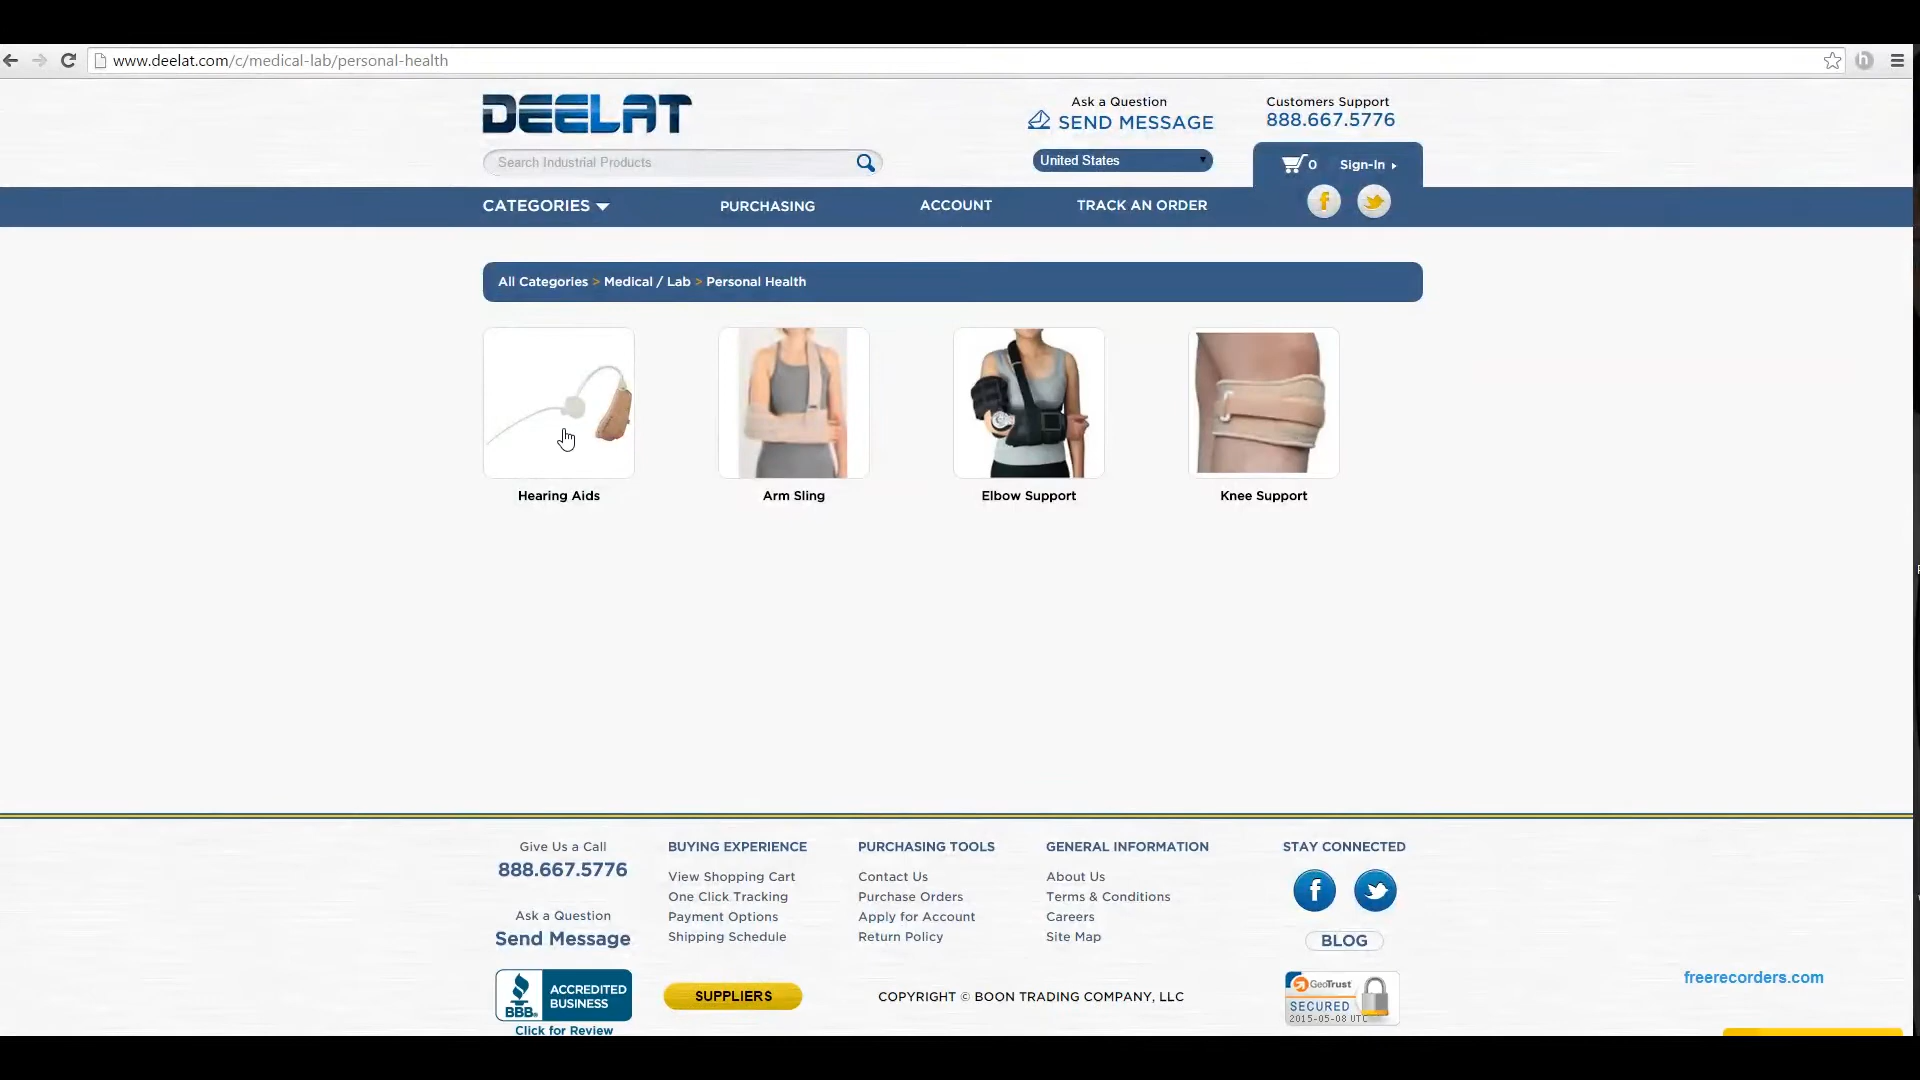 www.deelat.com/c/medical-lab/personal-health
DEELAT
Ask a Question
SEND MESSAGE
Customers Support
888.667.5776
Search Industrial Products
United States
0
Sign-In
CATEGORIES
PURCHASING
ACCOUNT
TRACK AN ORDER
All Categories > Medical / Lab > Personal Health
Hearing Aids
Arm Sling
Elbow Support
Knee Support
Give Us a Call
888.667.5776
Ask a Question
Send Message
BBB.
ACCREDITED
BUSINESS
Click for Review
BUYING EXPERIENCE
View Shopping Cart
One Click Tracking
Payment Options
Shipping Schedule
SUPPLIERS
PURCHASING TOOLS
Contact Us
Purchase Orders
Apply for Account
Return Policy
GENERAL INFORMATION
About Us
Terms & Conditions
Careers
Site Map
COPYRIGHT © BOON TRADING COMPANY, LLC
STAY CONNECTED
BLOG
GeoTrust
SECURED
2015-05-08 UTC
freerecorders.com